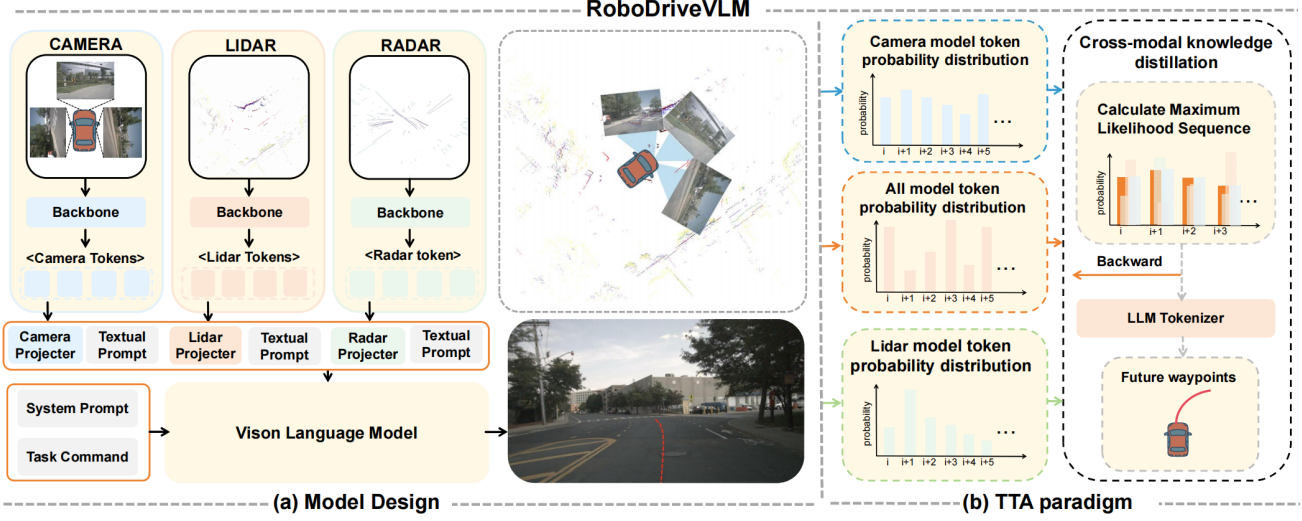 RoboDriveVLM
CAMERA
LIDAR
RADAR
Backbone
Backbone
Backbone
<Camera Tokens>
<Lidar Tokens>
<Radar token>
Camera
Projecter
Textual
Prompt
Lidar
Projecter
Textual
Prompt
Radar
Projecter
Textual
Prompt
System Prompt
Task Command
Vison Language Model
(a) Model Design
Camera model token
probability distribution
probability
i
i+1
i+2
i+3
i+4
i+5
...
All model token
probability distribution
probability
i
i+1
i+2
i+3
i+4
i+5
...
Lidar model token
probability distribution
probability
i
i+1
i+2
i+3
i+4
i+5
...
Cross-modal knowledge
distillation
Calculate Maximum
Likelihood Sequence
probability
i
i+1
i+2
i+3
...
Backward
LLM Tokenizer
Future waypoints
(b) TTA paradigm